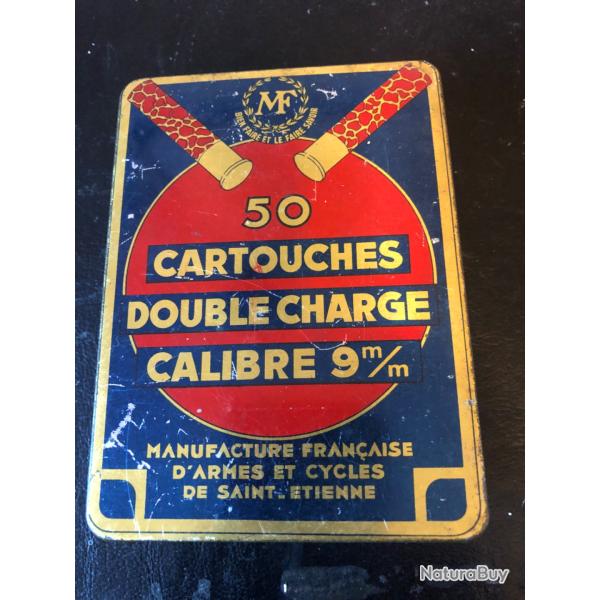 MF
BIEN FAIRE ET LE FAIRE SAVOIR
50
CARTOUCHES
DOUBLE CHARGE
CALIBRE 9 m/m
MANUFACTURE FRANÇAISE
D'ARMES ET CYCLES
DE SAINT-ETIENNE
NaturaBuy